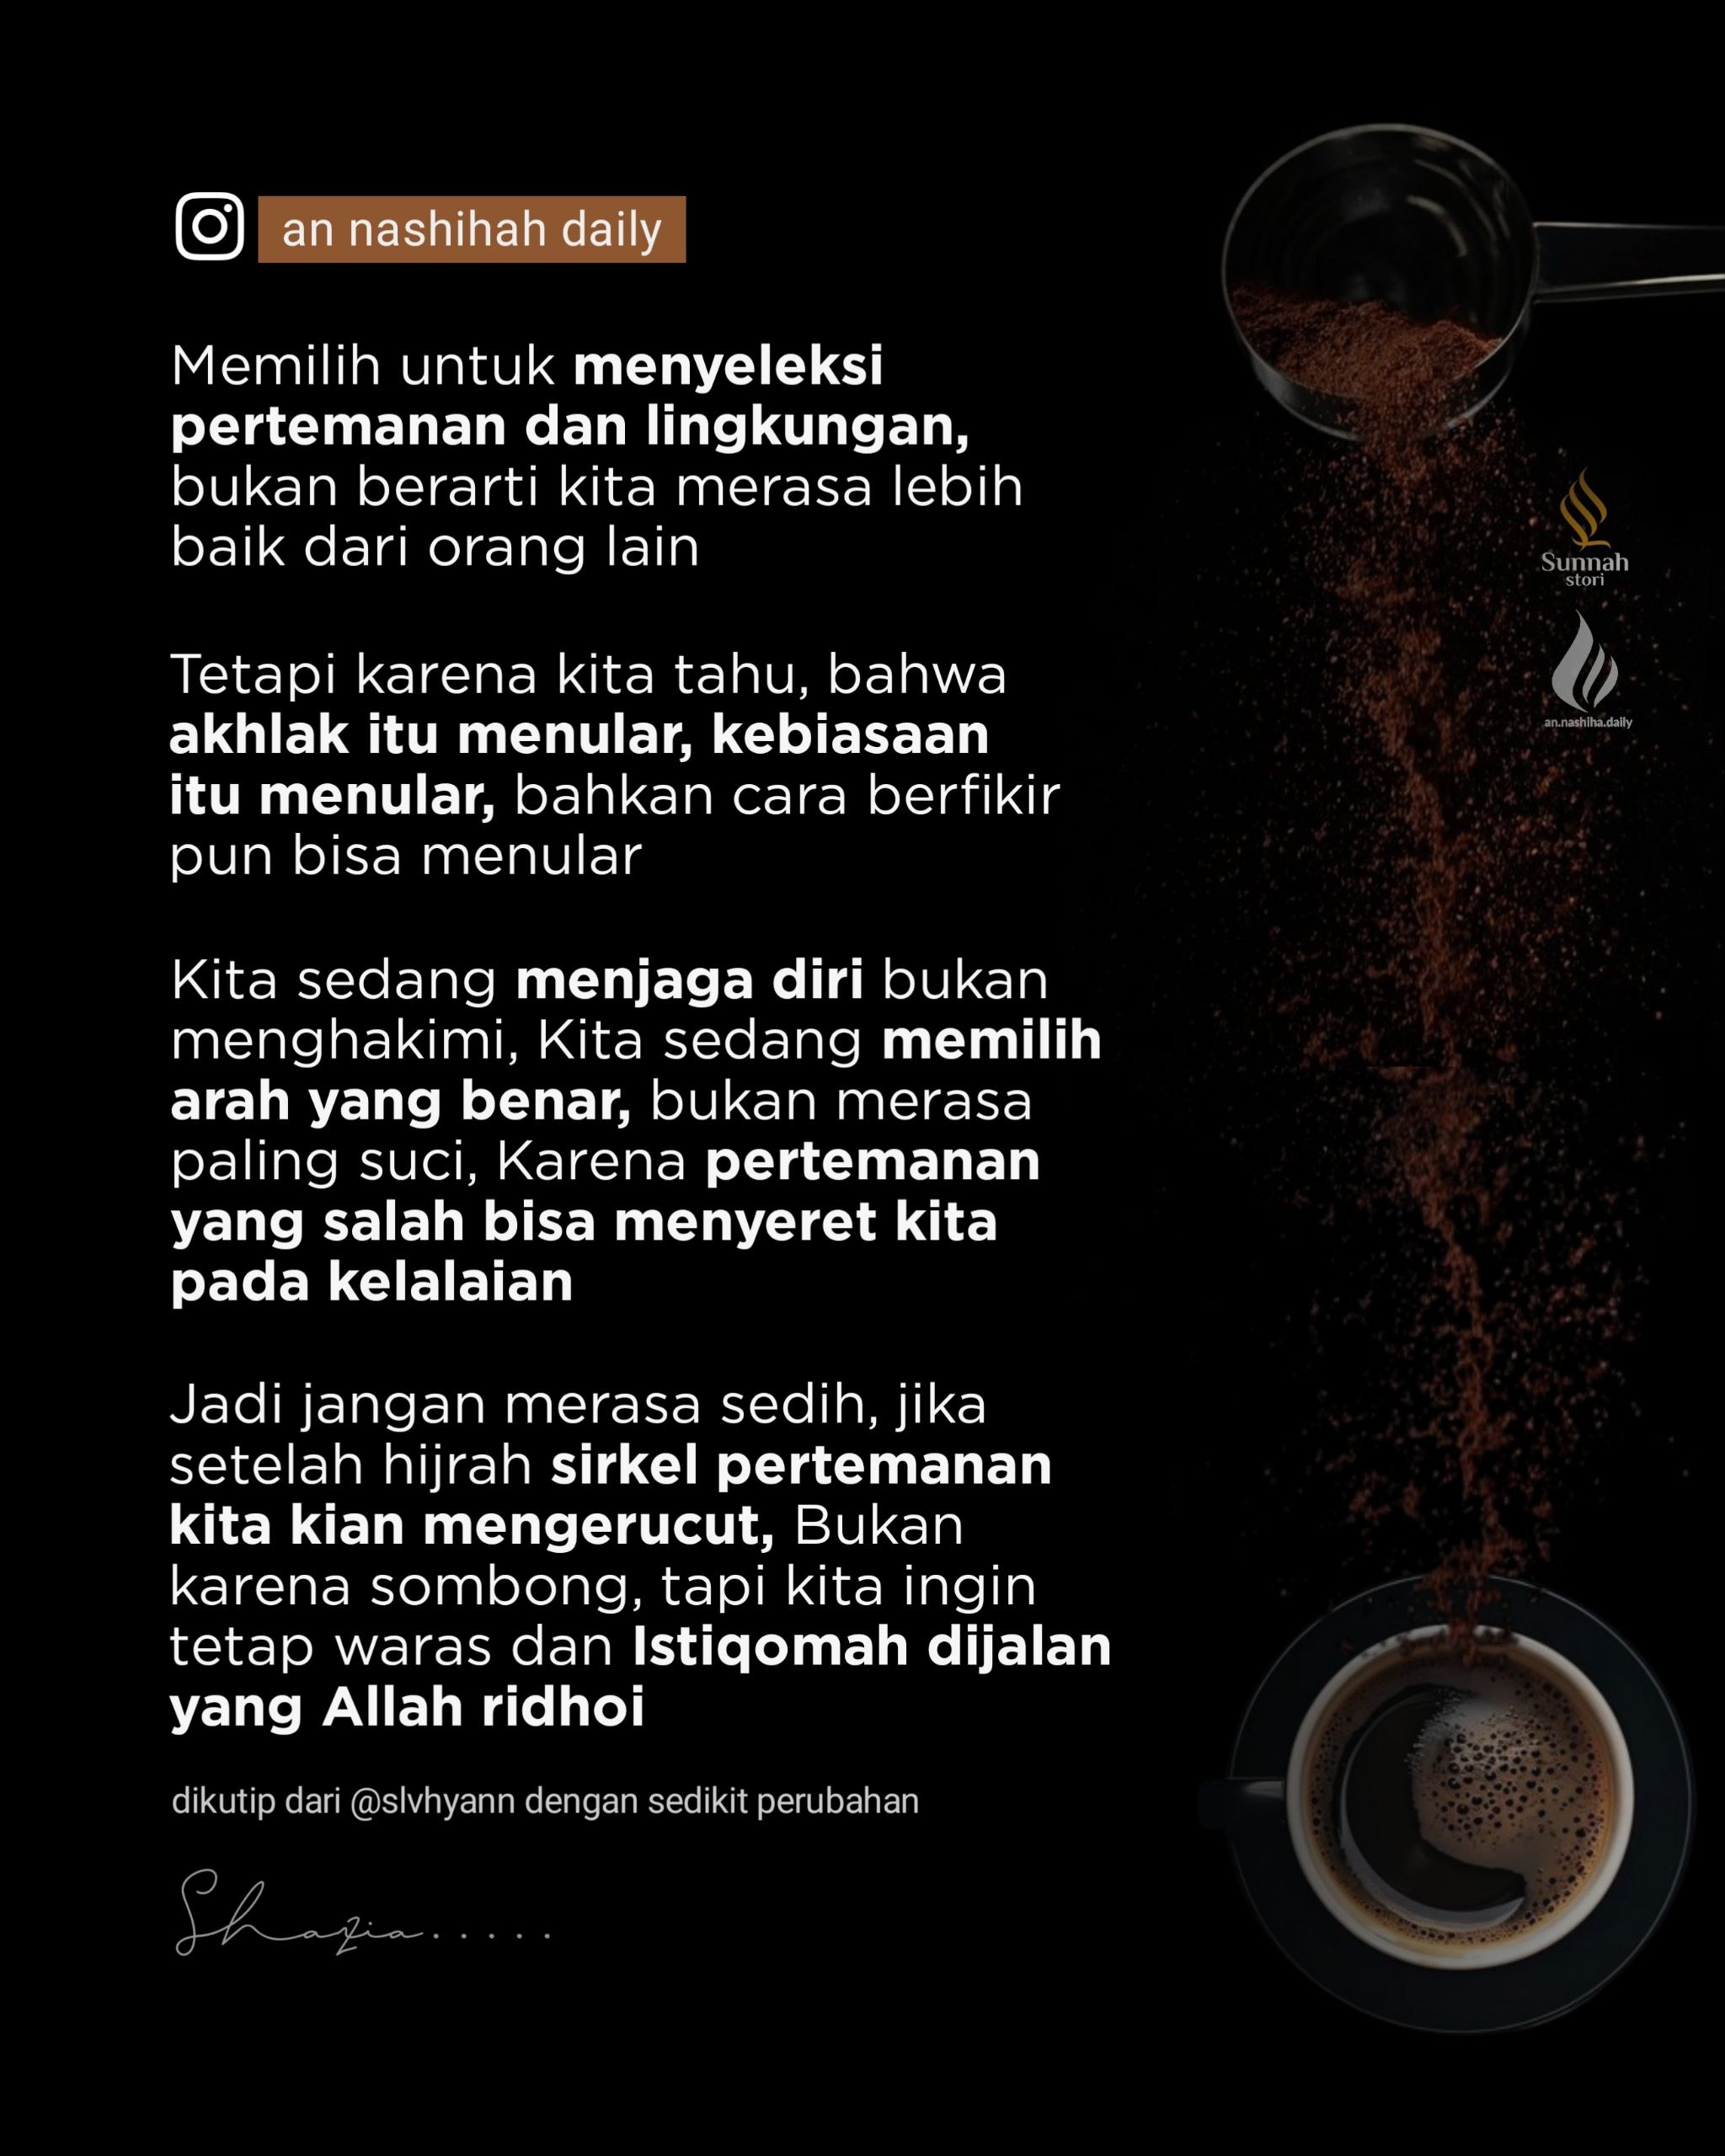 an nashihah daily
Memilih untuk menyeleksi
pertemanan dan lingkungan,
bukan berarti kita merasa lebih
baik dari orang lain
Tetapi karena kita tahu, bahwa
akhlak itu menular, kebiasaan
itu menular, bahkan cara berfikir
pun bisa menular
Kita sedang menjaga diri bukan
menghakimi, Kita sedang memilih
arah yang benar, bukan merasa
paling suci, Karena pertemanan
yang salah bisa menyeret kita
pada kelalaian
Jadi jangan merasa sedih, jika
setelah hijrah sirkel pertemanan
kita kian mengerucut, Bukan
karena sombong, tapi kita ingin
tetap waras dan Istiqomah dijalan
yang Allah ridhoi
dikutip dari @slvhyann dengan sedikit perubahan
Shazia.....
Sunnah
stori
an.nashiha.daily